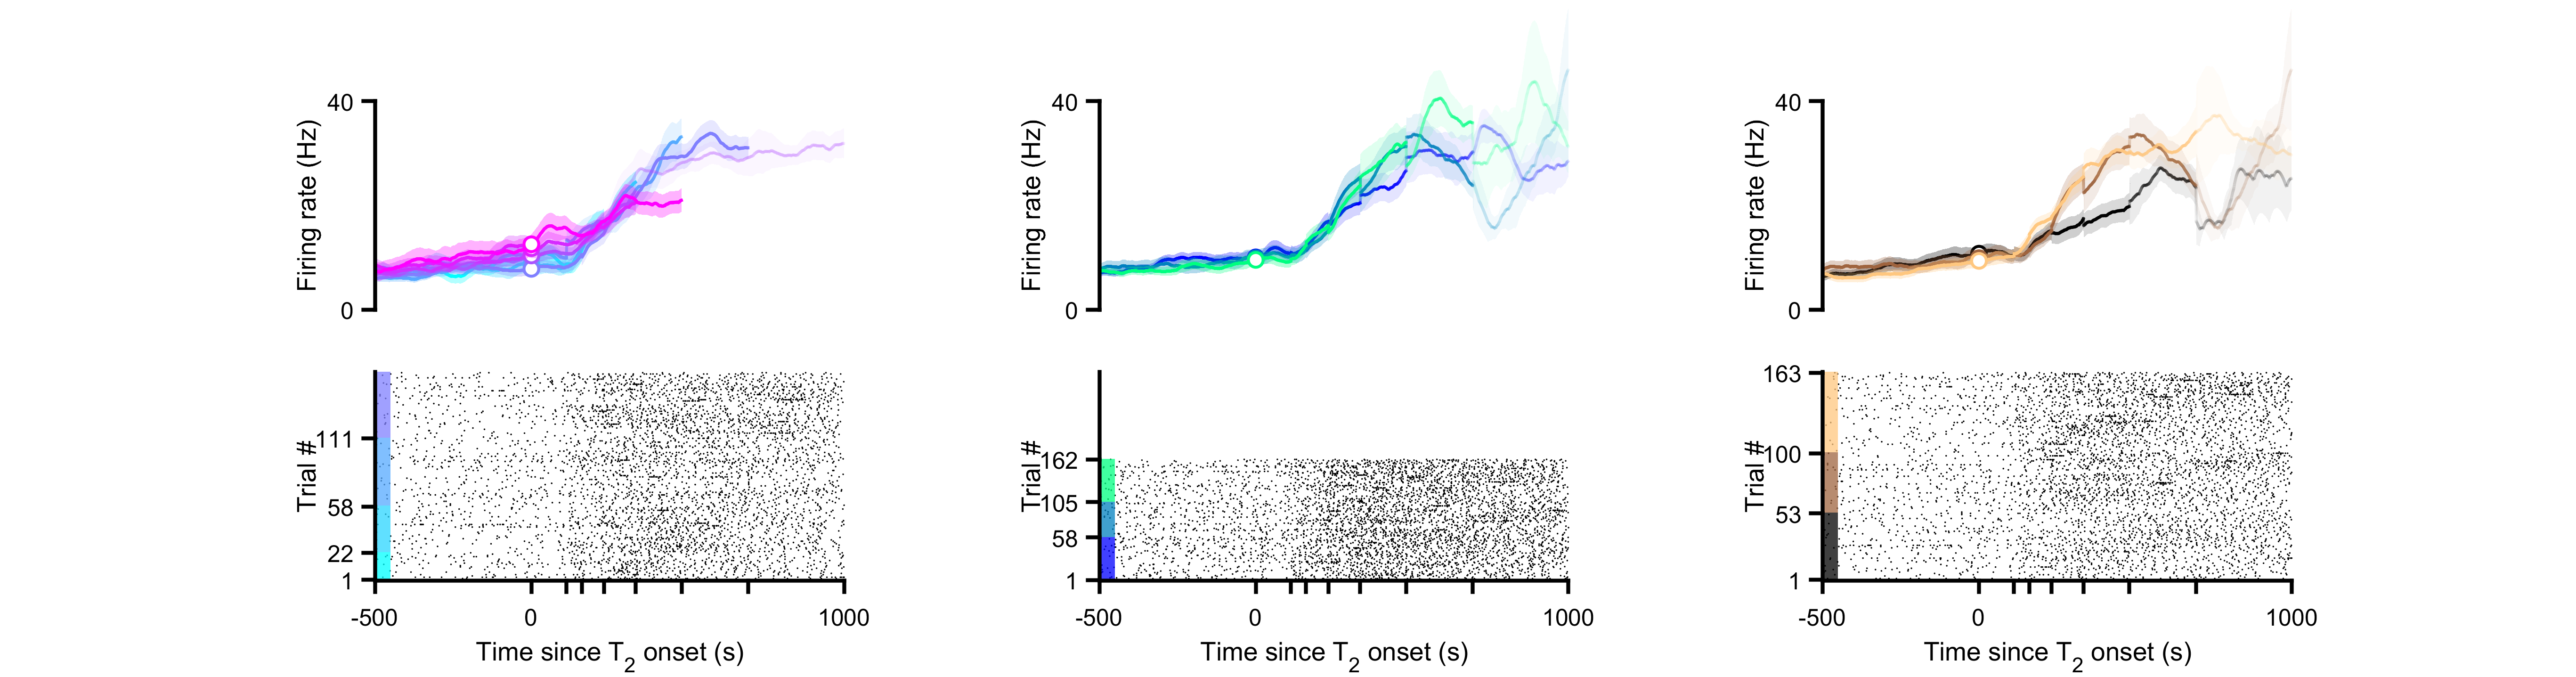 40
Firing rate (Hz)
0
40
Firing rate (Hz)
0
40
Firing rate (Hz)
0
111
58
22
1
Trial #
-500 0 1000
Time since T2 onset (s)
162
105
58
1
Trial #
-500 0 1000
Time since T2 onset (s)
163
100
53
1
Trial #
-500 0 1000
Time since T2 onset (s)